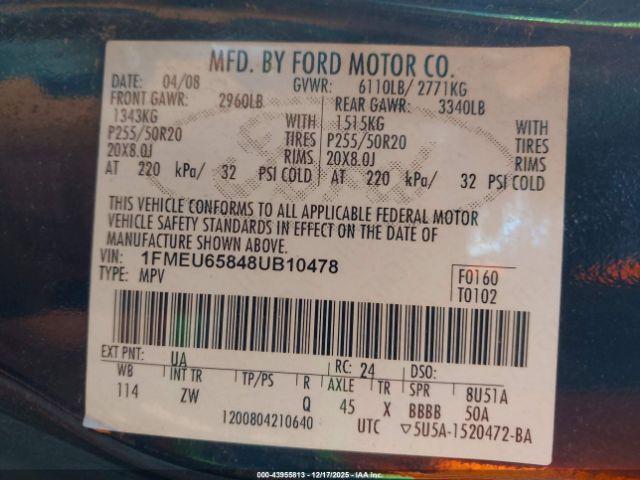 MFD. BY FORD MOTOR CO.
DATE: 04/08 GVWR: 6110LB/ 2771KG
FRONT GAWR: 2960LB REAR GAWR: 3340LB
1343KG WITH 1515KG WITH
P255/50R20 TIRES P255/50R20 TIRES
20X8.0J RIMS 20X8.0J RIMS
AT 220 kPa/ 32 PSI COLD AT 220 kPa/ 32 PSI COLD
THIS VEHICLE CONFORMS TO ALL APPLICABLE FEDERAL MOTOR
VEHICLE SAFETY STANDARDS IN EFFECT ON THE DATE OF
MANUFACTURE SHOWN ABOVE.
VIN: 1FMEU65848UB10478 F0160
TYPE: MPV T0102
EXT PNT: UA RC: 24 DSO:
WB INT TR TP/PS R AXLE TR SPR 8U51A
114 ZW Q 45 X BBBB 50A
1200804210640 UTC ▽5U5A-1520472-BA
000-43955813 - 12/17/2025 - IAAI.com